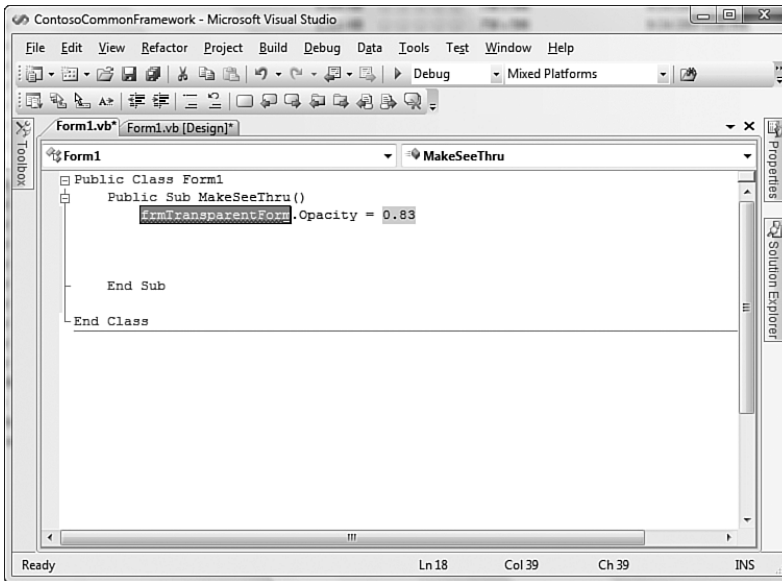 ContosoCommonFramework - Microsoft Visual Studio
File Edit View Refactor Project Build Debug Data Tools Test Window Help
Debug Mixed Platforms
Form1.vb* Form1.vb [Design]*
Toolbox
Form1 MakeSeeThru
Properties
Solution Explorer
Public Class Form1
Public Sub MakeSeeThru()
frmTransparentForm.Opacity = 0.83
End Sub
End Class
Ready Ln 18 Col 39 Ch 39 INS